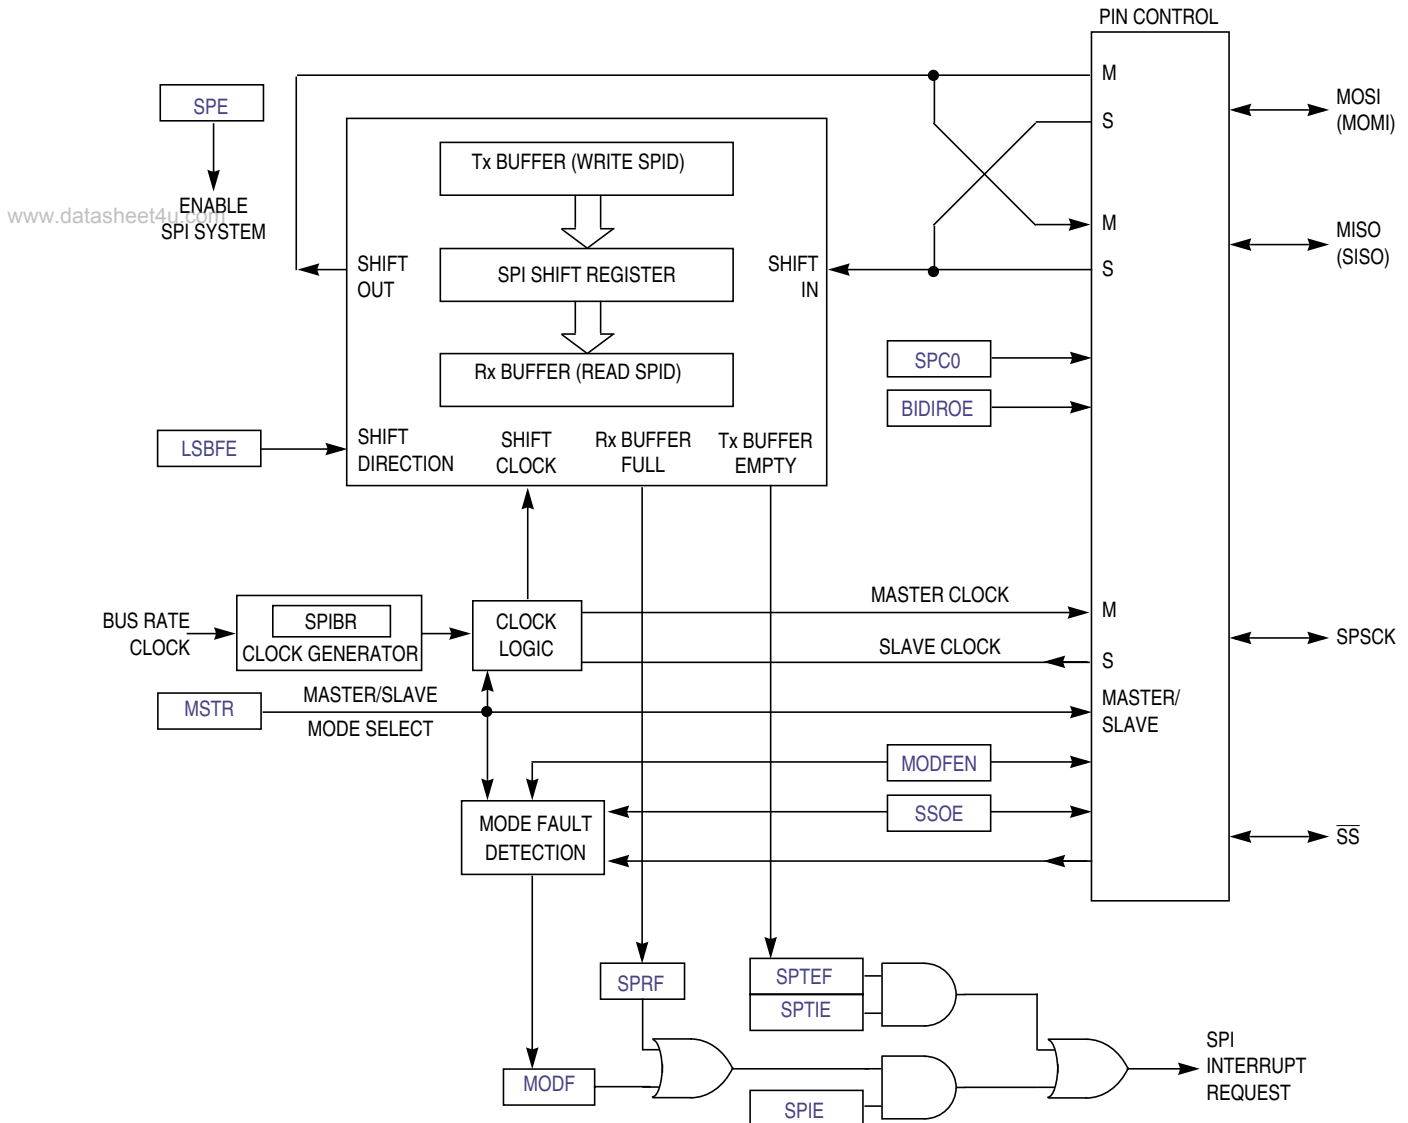 PIN CONTROL
M
SPE
MOSI
(MOMI)
S
Tx BUFFER (WRITE SPID)
www.datasheet4u.com
ENABLE
SPI SYSTEM
M
MISO
(SISO)
SHIFT
OUT
SPI SHIFT REGISTER
SHIFT
IN
S
SPC0
Rx BUFFER (READ SPID)
BIDIROE
LSBFE
SHIFT
DIRECTION
SHIFT
CLOCK
Rx BUFFER
FULL
Tx BUFFER
EMPTY
BUS RATE
CLOCK
SPIBR
CLOCK GENERATOR
CLOCK
LOGIC
MASTER CLOCK
M
SLAVE CLOCK
S
SPSCK
MSTR
MASTER/SLAVE
MODE SELECT
MASTER/
SLAVE
MODFEN
SSOE
MODE FAULT
DETECTION
SS
SPRF
SPTEF
SPTIE
MODF
SPIE
SPI
INTERRUPT
REQUEST